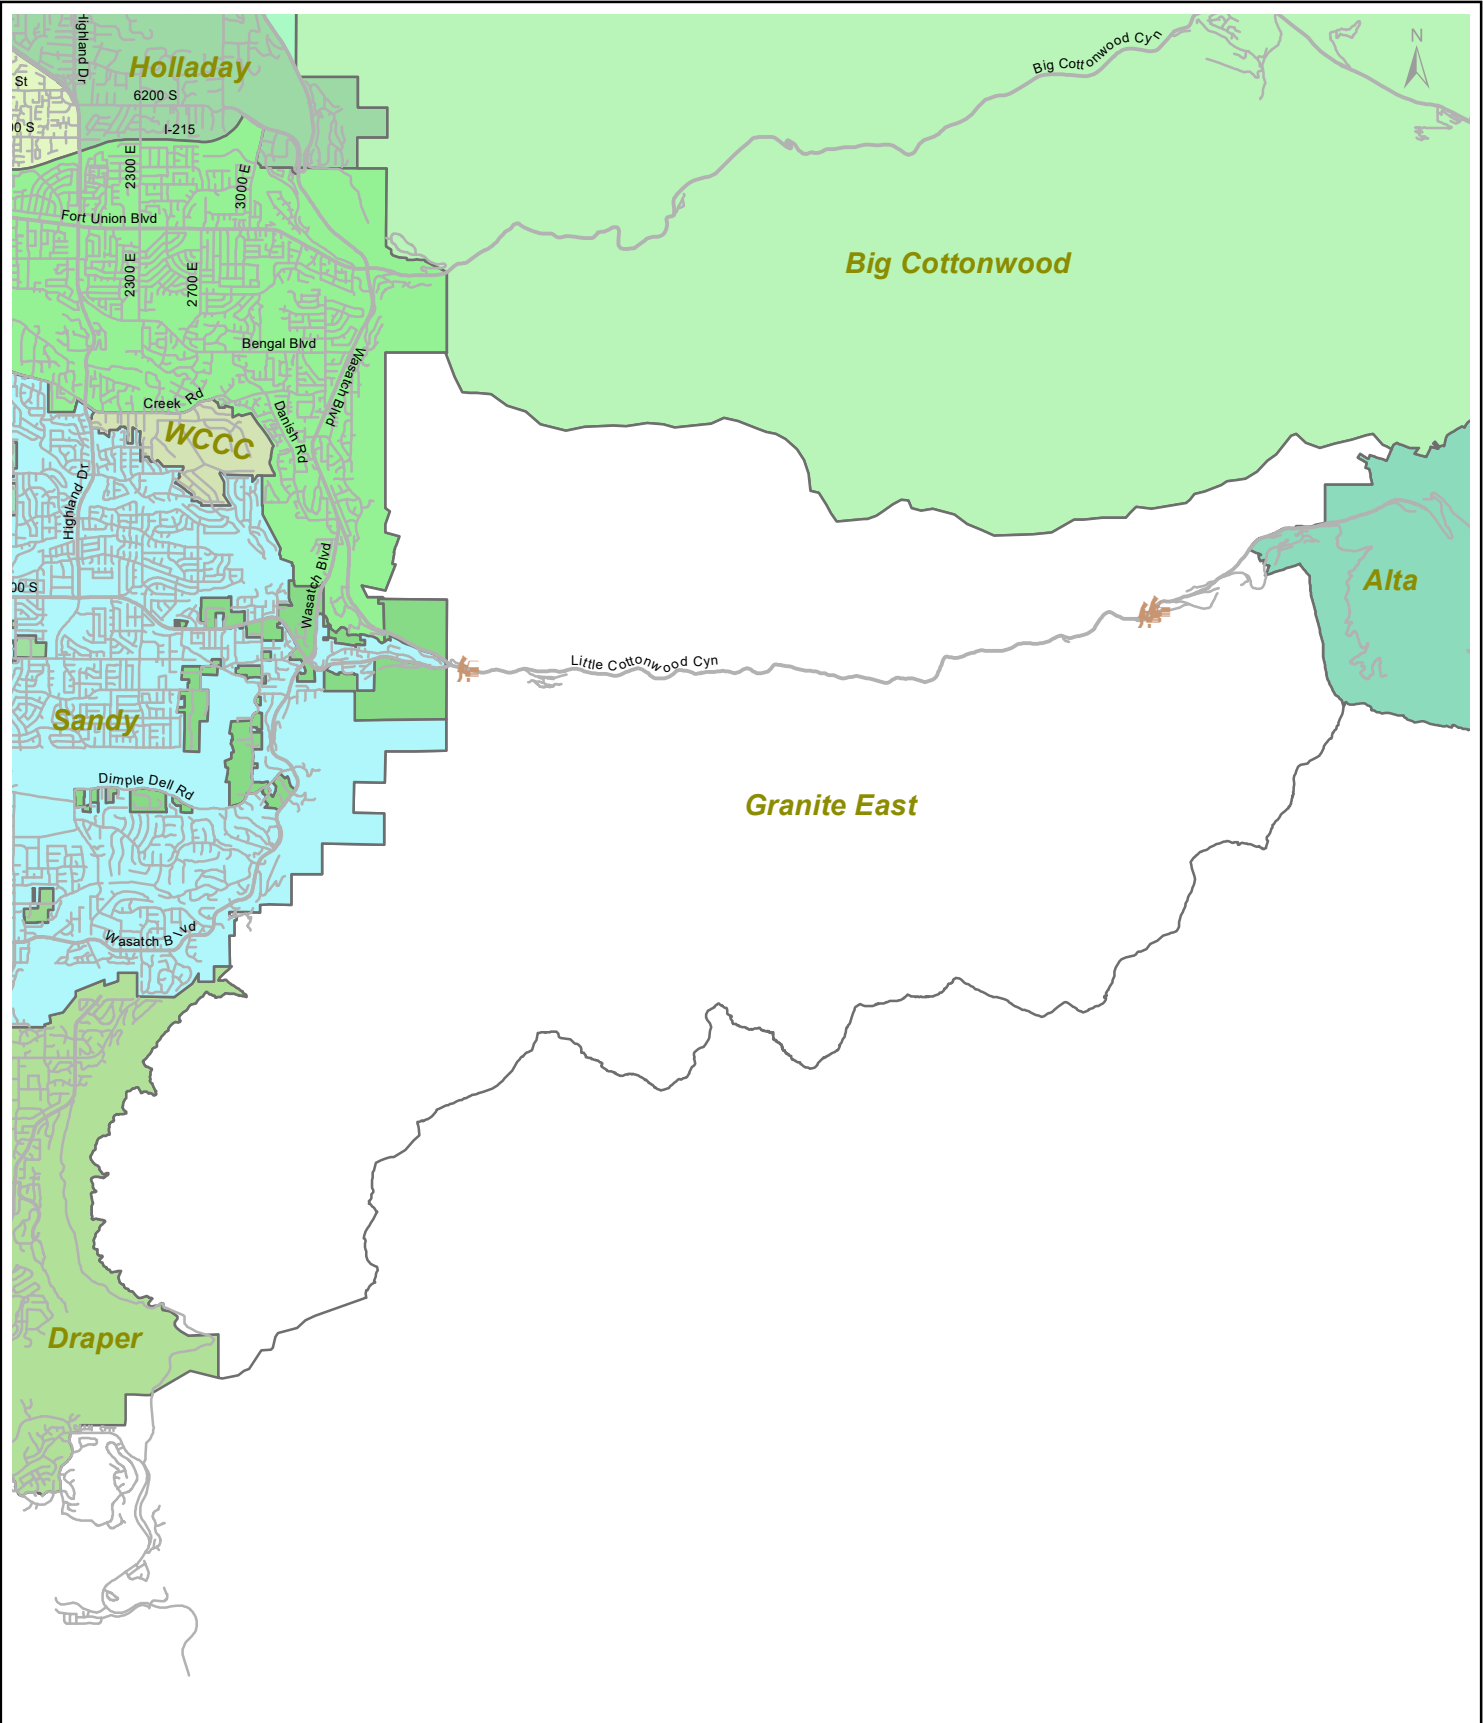 Highland Dr
Holladay
Big Cottonwood Cyn
N
St
6200 S
00 S
I-215
2300 E
3000 E
Fort Union Blvd
Big Cottonwood
2300 E
2700 E
Bengal Blvd
Wasatch Blvd
Creek Rd
Danish Rd
WCCC
Highland Dr
Wasatch Blvd
00 S
Alta
Little Cottonwood Cyn
Sandy
Dimple Dell Rd
Granite East
Wasatch Blvd
Draper